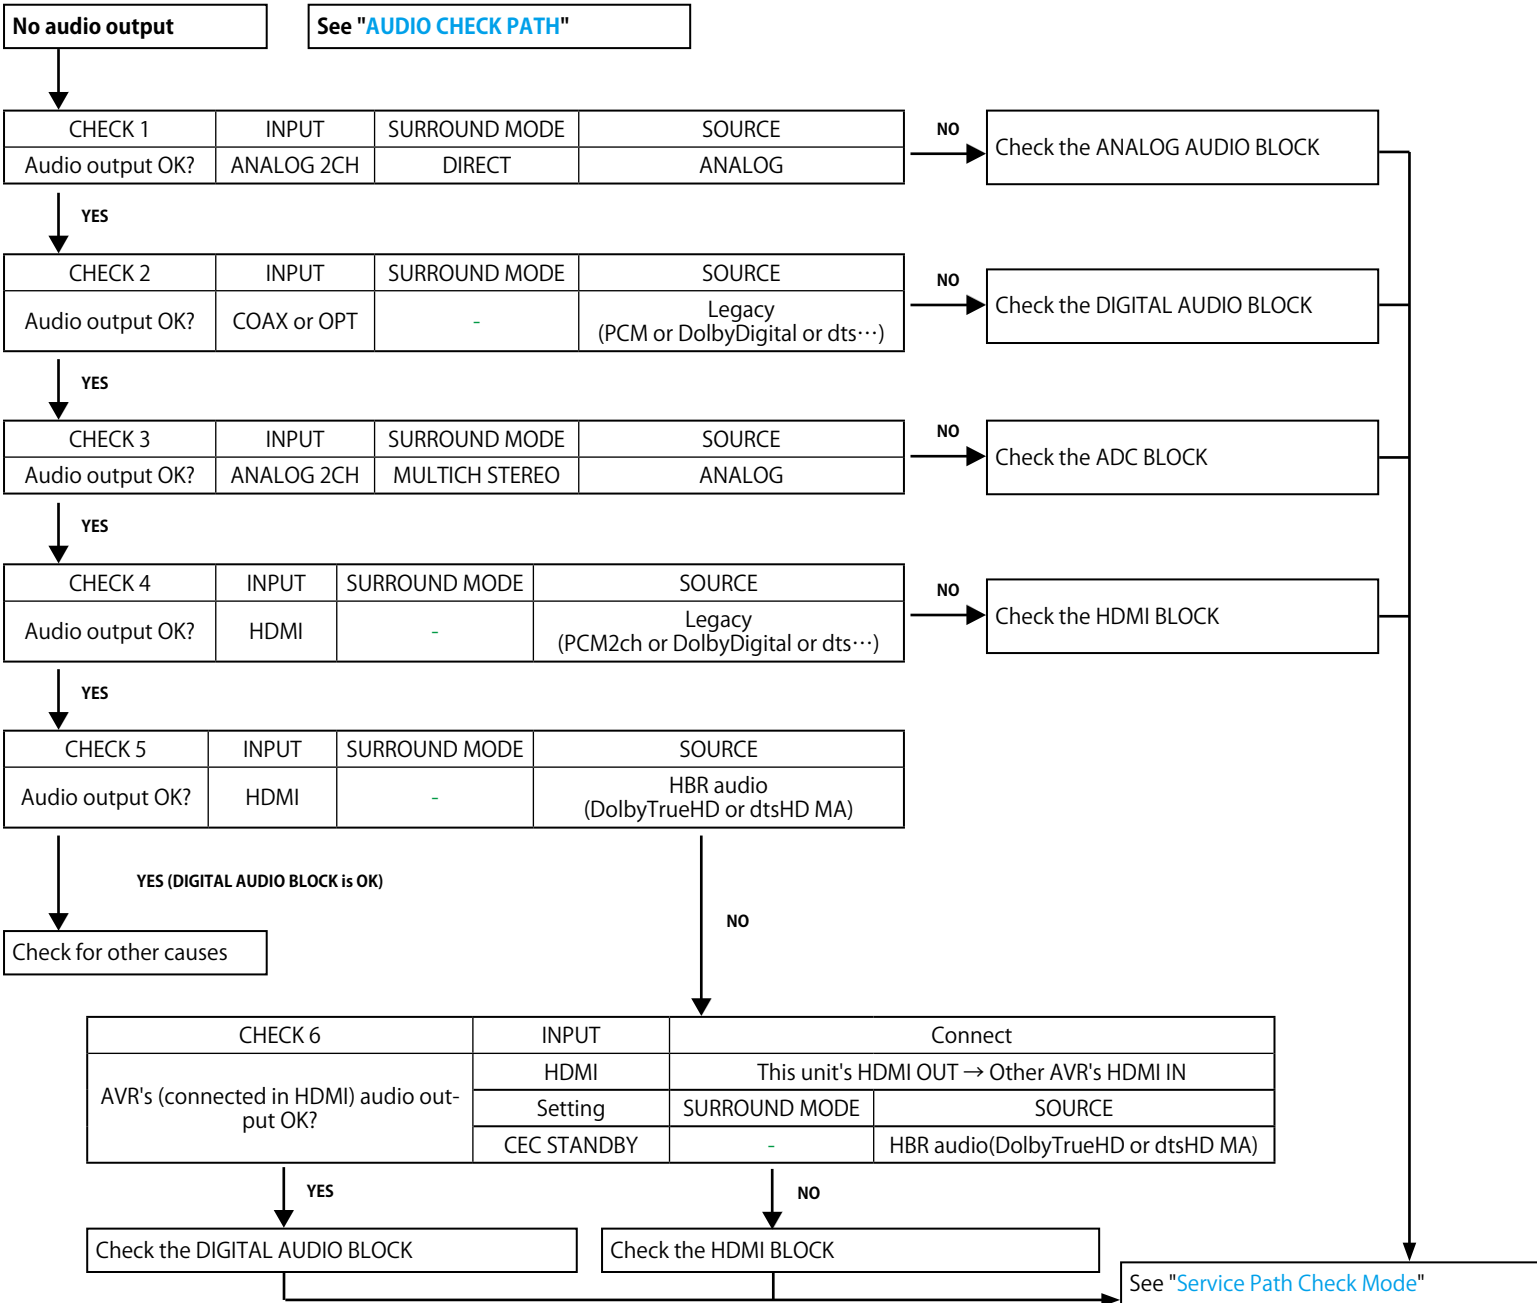 No audio output
See "AUDIO CHECK PATH"
CHECK 1 INPUT SURROUND MODE SOURCE
Audio output OK? ANALOG 2CH DIRECT ANALOG
NO
Check the ANALOG AUDIO BLOCK
YES
CHECK 2 INPUT SURROUND MODE SOURCE
Audio output OK? COAX or OPT - Legacy
(PCM or DolbyDigital or dts…)
NO
Check the DIGITAL AUDIO BLOCK
YES
CHECK 3 INPUT SURROUND MODE SOURCE
Audio output OK? ANALOG 2CH MULTICH STEREO ANALOG
NO
Check the ADC BLOCK
YES
CHECK 4 INPUT SURROUND MODE SOURCE
Audio output OK? HDMI - Legacy
(PCM2ch or DolbyDigital or dts…)
NO
Check the HDMI BLOCK
YES
CHECK 5 INPUT SURROUND MODE SOURCE
Audio output OK? HDMI - HBR audio
(DolbyTrueHD or dtsHD MA)
YES (DIGITAL AUDIO BLOCK is OK)
NO
Check for other causes
CHECK 6 INPUT Connect
HDMI This unit's HDMI OUT → Other AVR's HDMI IN
AVR's (connected in HDMI) audio out-
put OK?
Setting SURROUND MODE SOURCE
CEC STANDBY - HBR audio(DolbyTrueHD or dtsHD MA)
YES
NO
Check the DIGITAL AUDIO BLOCK
Check the HDMI BLOCK
See "Service Path Check Mode"